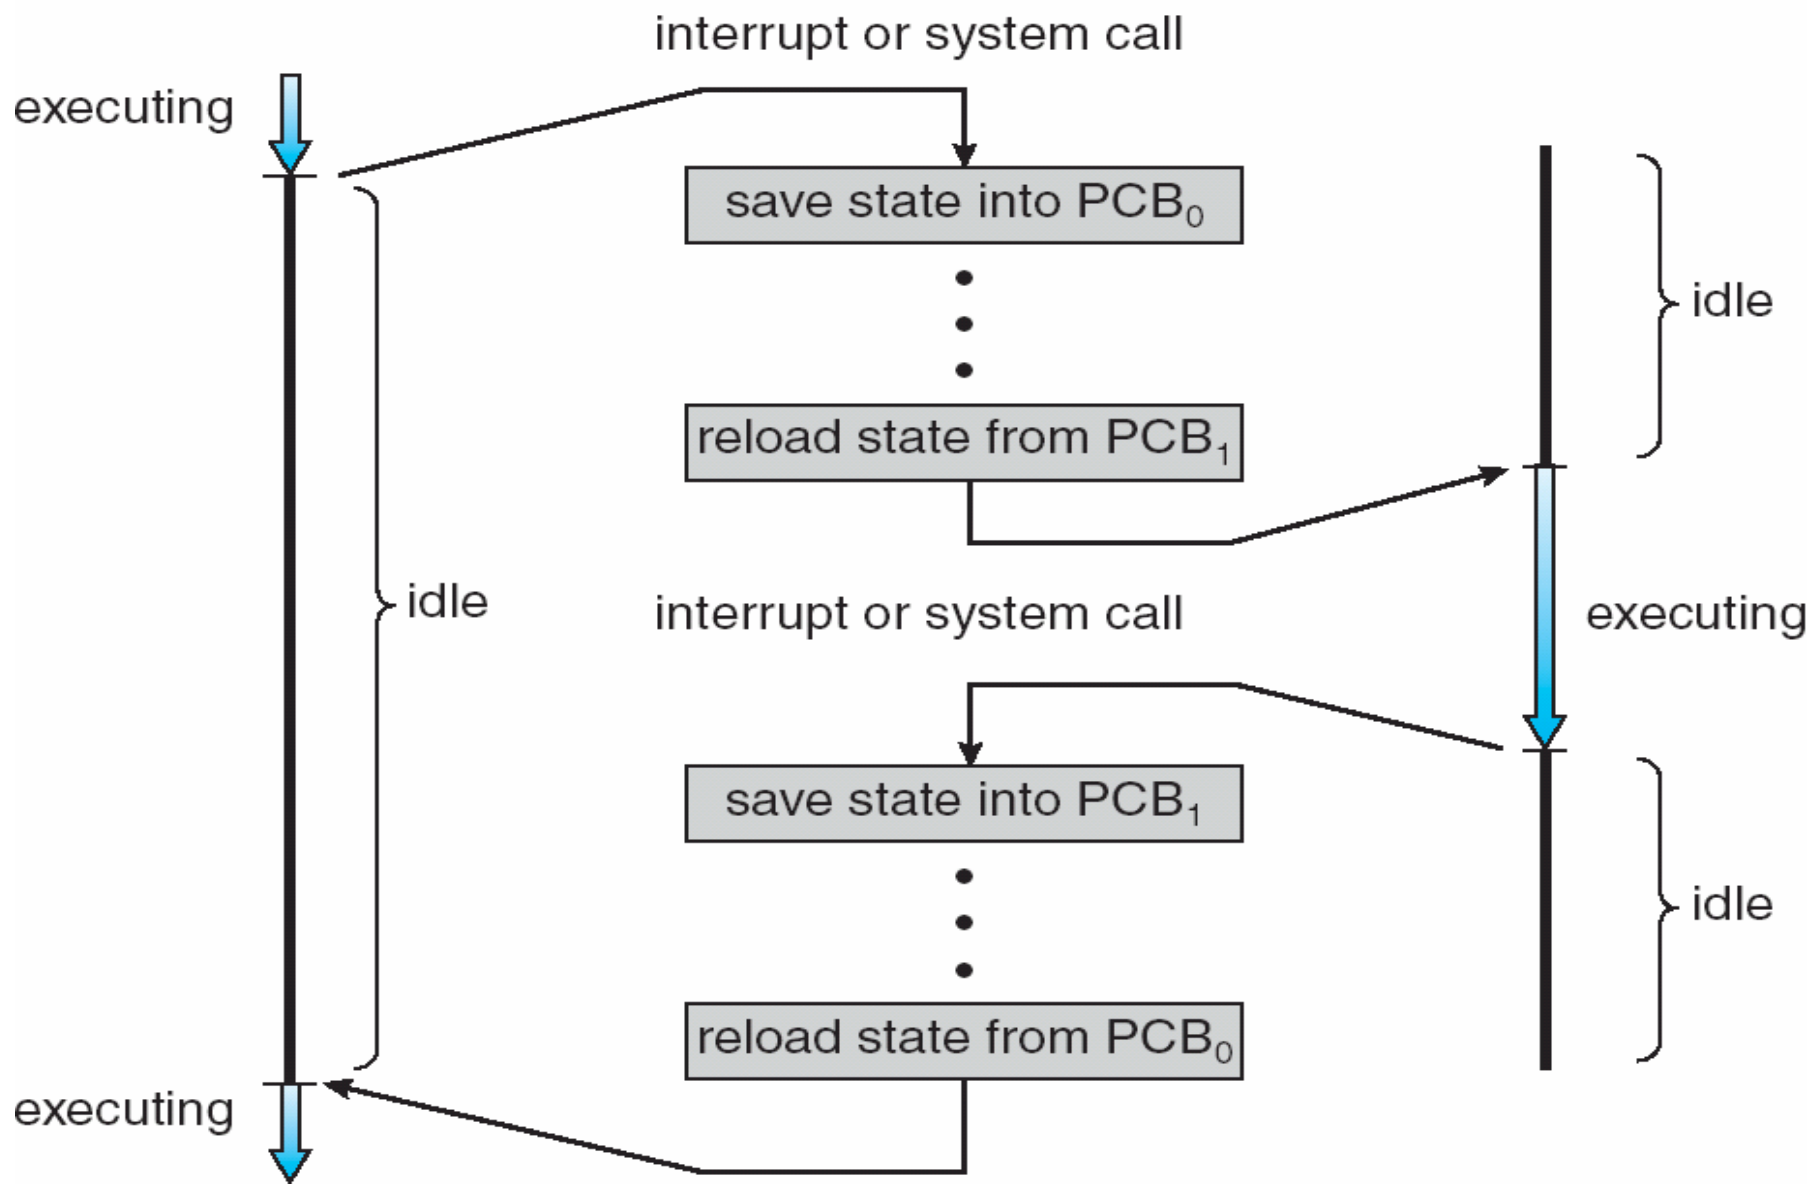 interrupt or system call
executing
save state into PCB₀
idle
reload state from PCB₁
idle
interrupt or system call
executing
save state into PCB₁
idle
reload state from PCB₀
executing